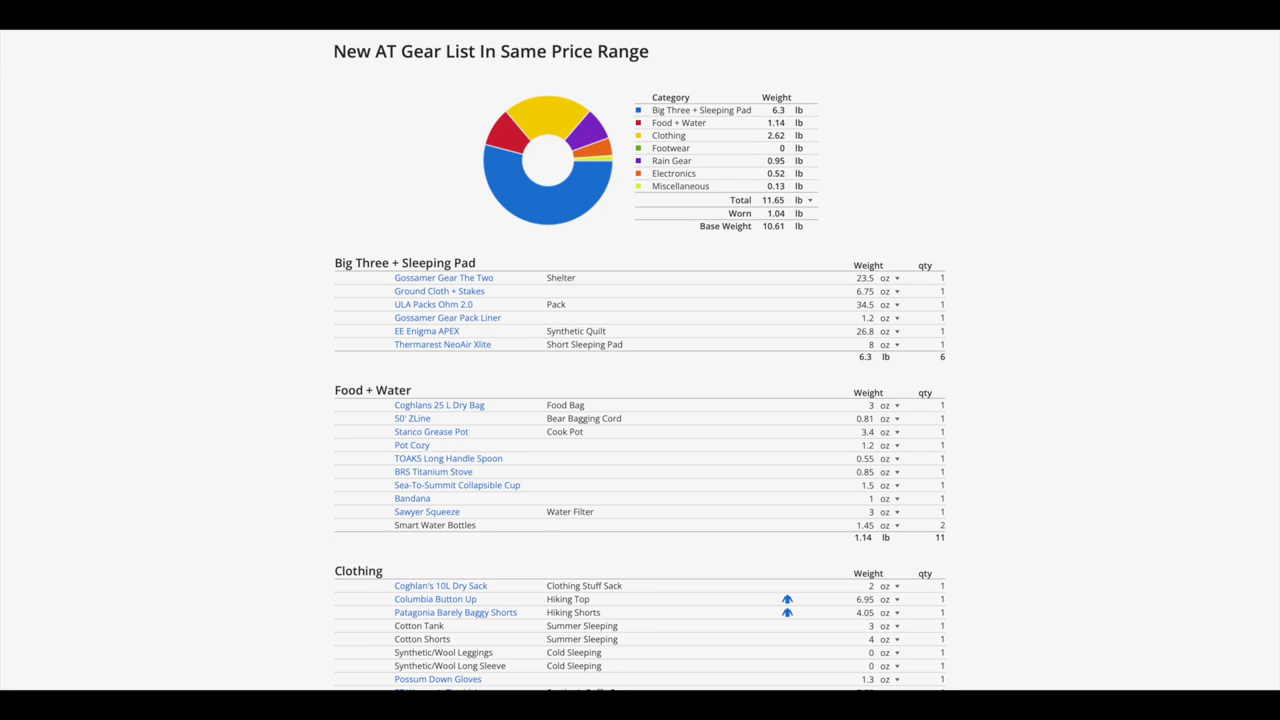 New AT Gear List In Same Price Range
Category Weight
Big Three + Sleeping Pad 6.3 lb
Food + Water 1.14 lb
Clothing 2.62 lb
Footwear 0 lb
Rain Gear 0.95 lb
Electronics 0.52 lb
Miscellaneous 0.13 lb
Total 11.65 lb
Worn 1.04 lb
Base Weight 10.61 lb
Big Three + Sleeping Pad Weight qty
Gossamer Gear The Two Shelter 23.5 oz 1
Ground Cloth + Stakes 6.75 oz 1
ULA Packs Ohm 2.0 Pack 34.5 oz 1
Gossamer Gear Pack Liner 1.2 oz 1
EE Enigma APEX Synthetic Quilt 26.8 oz 1
Thermarest NeoAir Xlite Short Sleeping Pad 8 oz 1
6.3 lb 6
Food + Water Weight qty
Coghlans 25 L Dry Bag Food Bag 3 oz 1
50' ZLine Bear Bagging Cord 0.81 oz 1
Stanco Grease Pot Cook Pot 3.4 oz 1
Pot Cozy 1.2 oz 1
TOAKS Long Handle Spoon 0.55 oz 1
BRS Titanium Stove 0.85 oz 1
Sea-To-Summit Collapsible Cup 1.5 oz 1
Bandana 1 oz 1
Sawyer Squeeze Water Filter 3 oz 1
Smart Water Bottles 1.45 oz 2
1.14 lb 11
Clothing Weight qty
Coghlan's 10L Dry Sack Clothing Stuff Sack 2 oz 1
Columbia Button Up Hiking Top 6.95 oz 1
Patagonia Barely Baggy Shorts Hiking Shorts 4.05 oz 1
Cotton Tank Summer Sleeping 3 oz 1
Cotton Shorts Summer Sleeping 4 oz 1
Synthetic/Wool Leggings Cold Sleeping 0 oz 1
Synthetic/Wool Long Sleeve Cold Sleeping 0 oz 1
Possum Down Gloves 1.3 oz 1